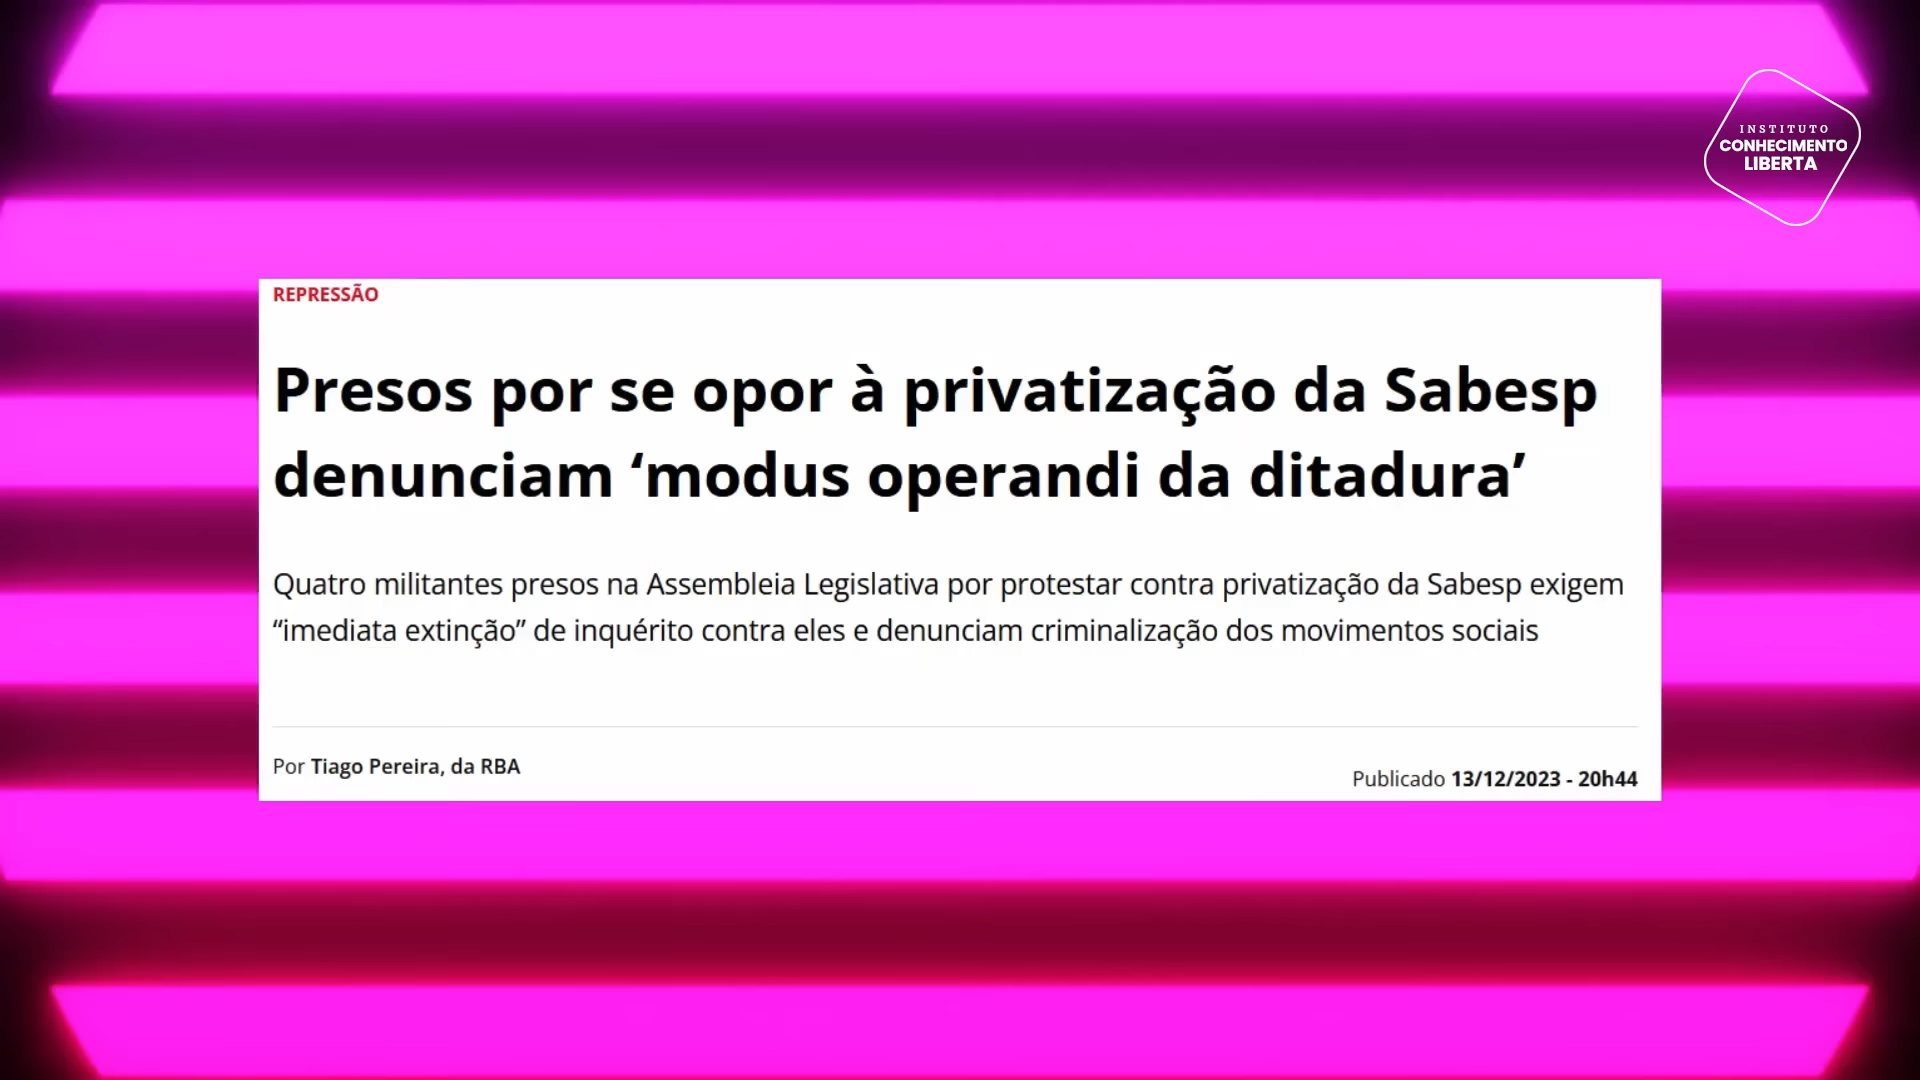 INSTITUTO
CONHECIMENTO
LIBERTA
REPRESSÃO
Presos por se opor à privatização da Sabesp
denunciam ‘modus operandi da ditadura’
Quatro militantes presos na Assembleia Legislativa por protestar contra privatização da Sabesp exigem
“imediata extinção” de inquérito contra eles e denunciam criminalização dos movimentos sociais
Por Tiago Pereira, da RBA
Publicado 13/12/2023 - 20h44